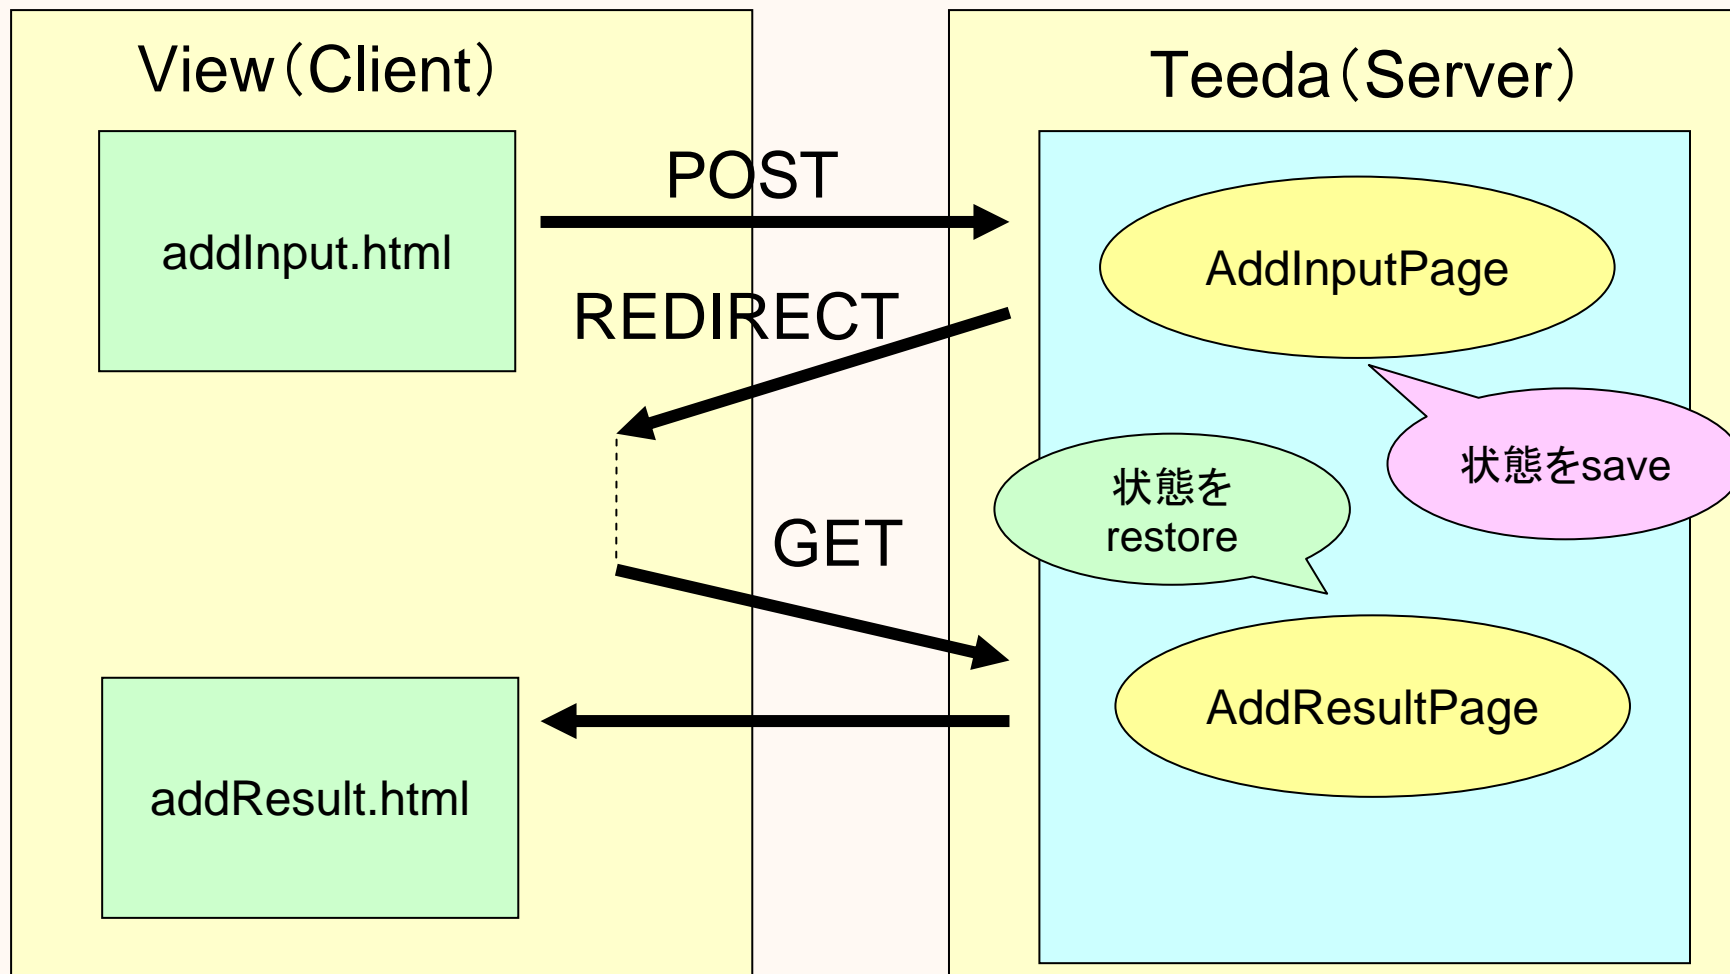 View（Client）
Teeda（Server）
POST
addInput.html
AddInputPage
REDIRECT
状態をsave
状態を
restore
GET
AddResultPage
addResult.html